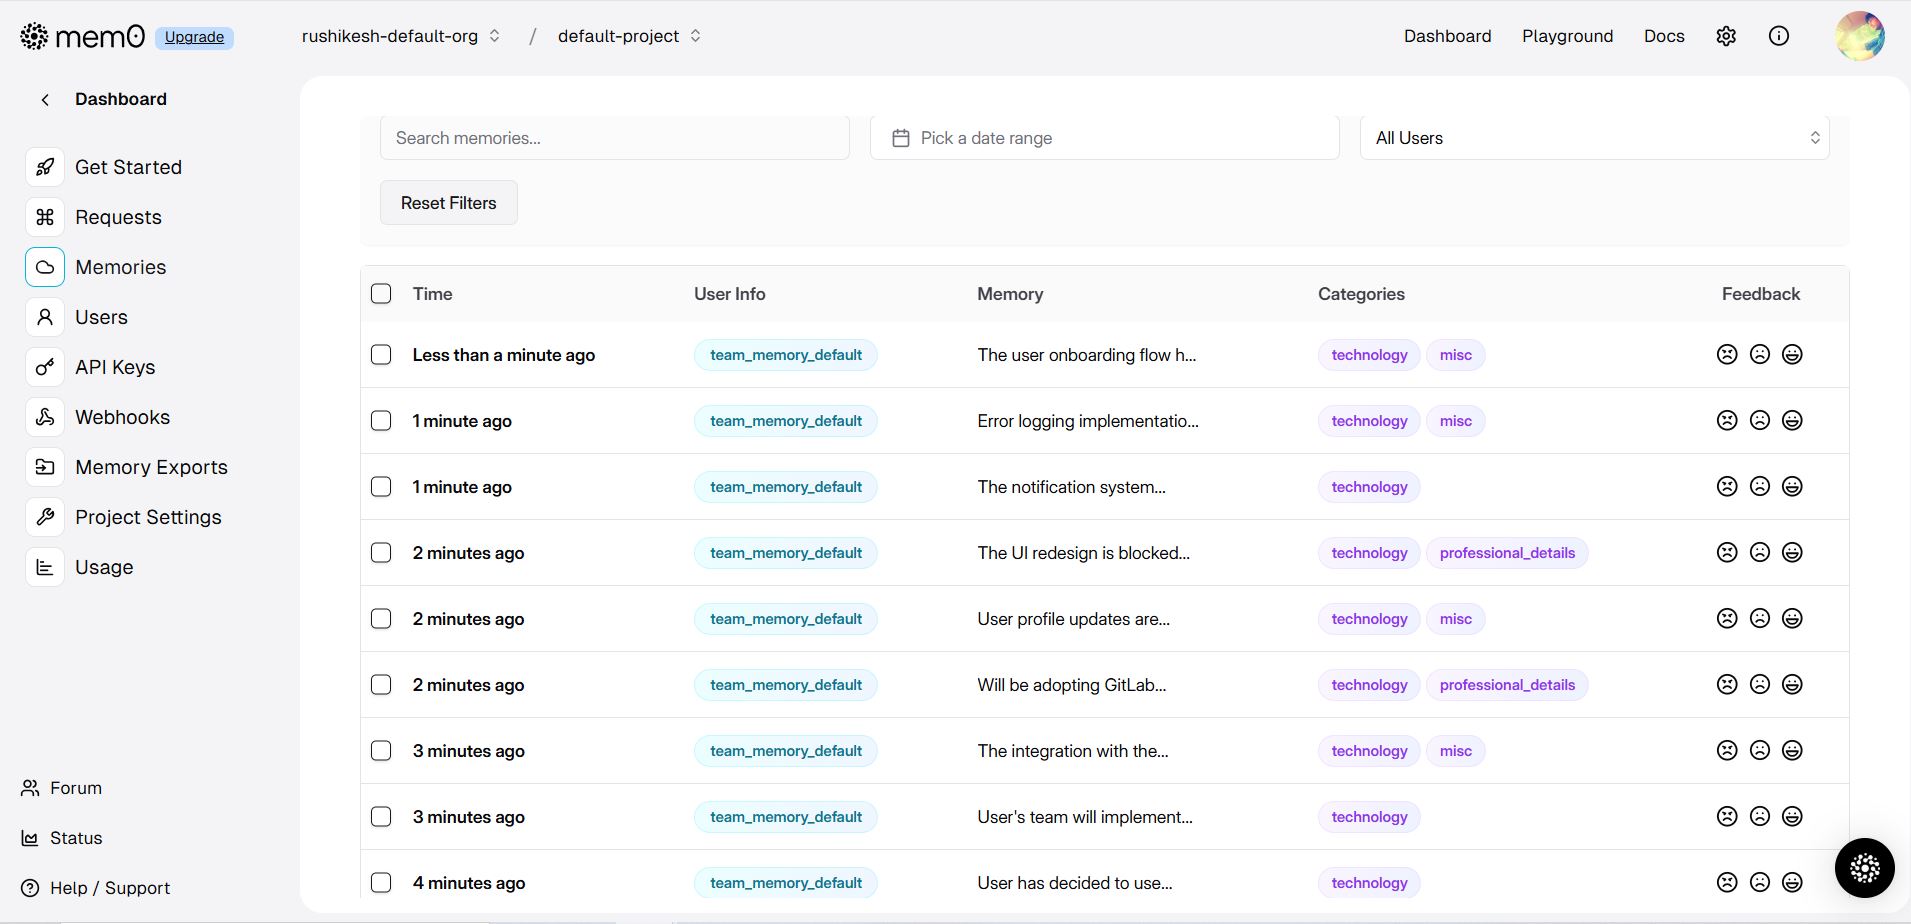 mem0 Upgrade rushikesh-default-org / default-project Dashboard Playground Docs
Dashboard
Get Started
Requests
Memories
Users
API Keys
Webhooks
Memory Exports
Project Settings
Usage
Forum
Status
Help / Support
Search memories... Pick a date range All Users
Reset Filters
Time User Info Memory Categories Feedback
Less than a minute ago team_memory_default The user onboarding flow h... technology misc
1 minute ago team_memory_default Error logging implementatio... technology misc
1 minute ago team_memory_default The notification system... technology
2 minutes ago team_memory_default The UI redesign is blocked... technology professional_details
2 minutes ago team_memory_default User profile updates are... technology misc
2 minutes ago team_memory_default Will be adopting GitLab... technology professional_details
3 minutes ago team_memory_default The integration with the... technology misc
3 minutes ago team_memory_default User's team will implement... technology
4 minutes ago team_memory_default User has decided to use... technology